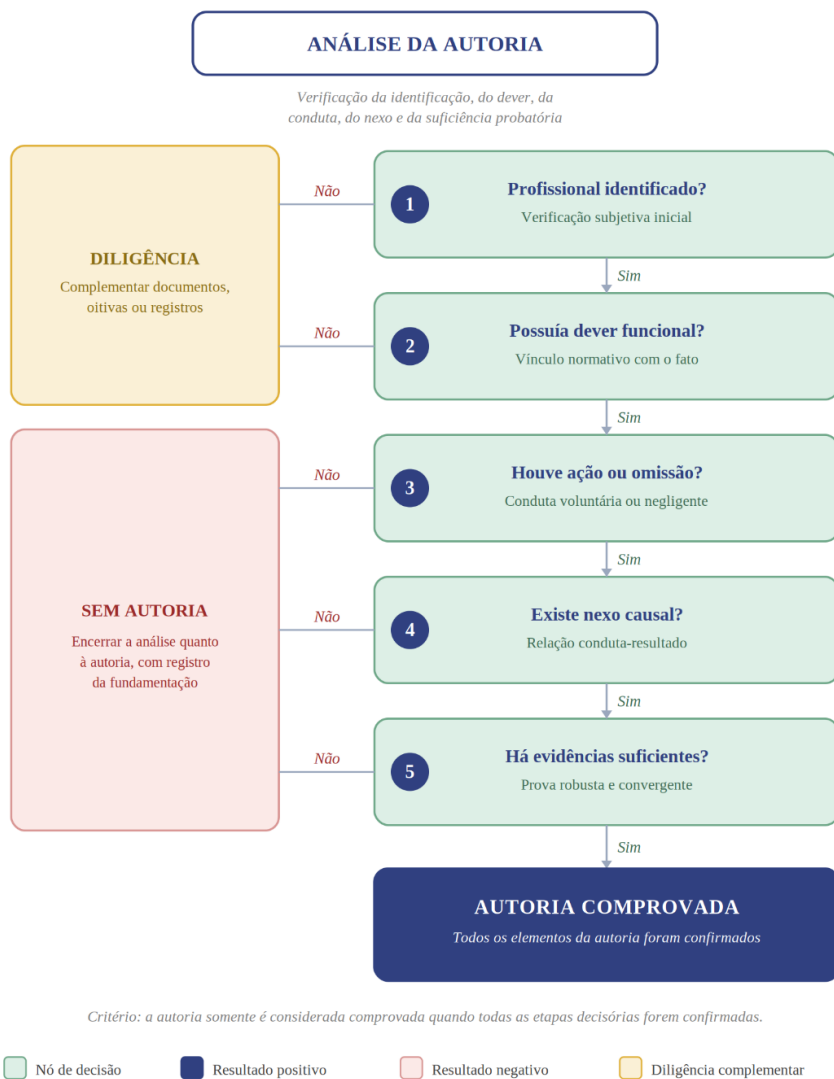 ANÁLISE DA AUTORIA
Verificação da identificação, do dever, da
conduta, do nexo e da suficiência probatória
DILIGÊNCIA
Complementar documentos,
oitivas ou registros
Não
1
Profissional identificado?
Verificação subjetiva inicial
Sim
Não
2
Possuía dever funcional?
Vínculo normativo com o fato
Sim
SEM AUTORIA
Encerrar a análise quanto
à autoria, com registro
da fundamentação
Não
3
Houve ação ou omissão?
Conduta voluntária ou negligente
Sim
Não
4
Existe nexo causal?
Relação conduta-resultado
Sim
Não
5
Há evidências suficientes?
Prova robusta e convergente
Sim
AUTORIA COMPROVADA
Todos os elementos da autoria foram confirmados
Critério: a autoria somente é considerada comprovada quando todas as etapas decisórias forem confirmadas.
Nó de decisão
Resultado positivo
Resultado negativo
Diligência complementar